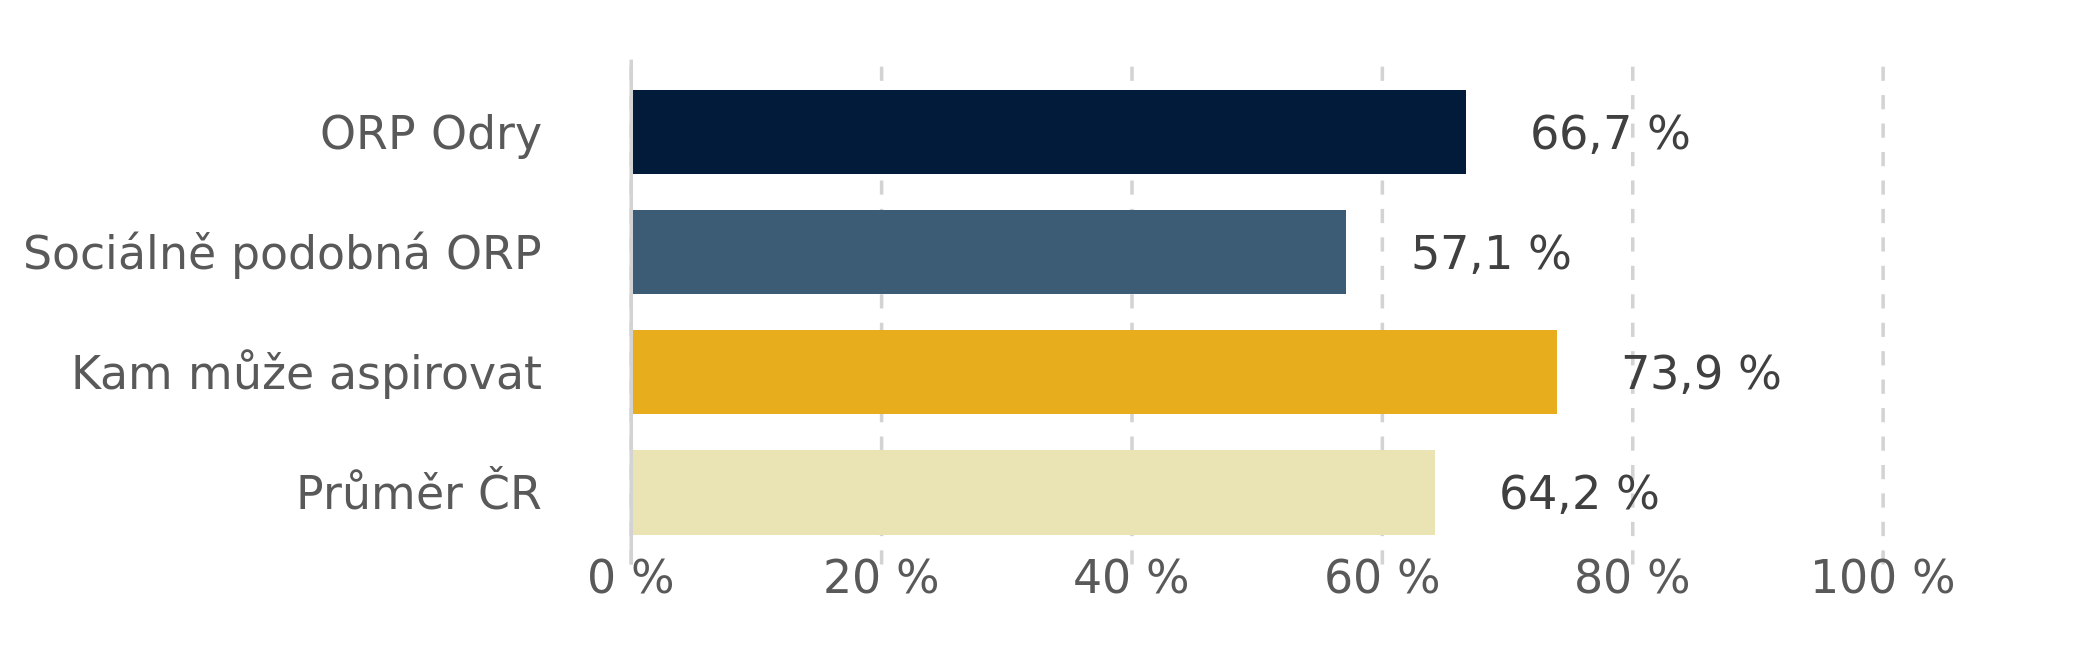 ORP Odry 66,7 %
Sociálně podobná ORP 57,1 %
Kam může aspirovat 73,9 %
Průměr ČR 64,2 %
0 % 20 % 40 % 60 % 80 % 100 %